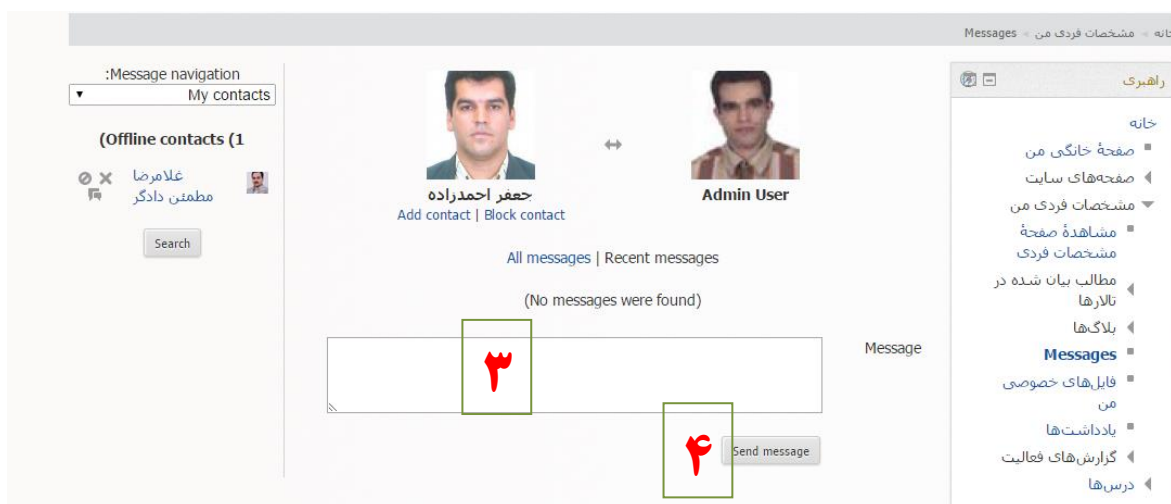 خانه ► مشخصات فردی من ► Messages
راهبری
خانه
صفحهٔ خانگی من
صفحه‌های سایت
مشخصات فردی من
مشاهدهٔ صفحهٔ
مشخصات فردی
مطالب بیان شده در
تالارها
بلاگ‌ها
Messages
فایل‌های خصوصی
من
یادداشت‌ها
گزارش‌های فعالیت
درس‌ها
Admin User
↔
جعفر احمدزاده
Add contact | Block contact
All messages | Recent messages
(No messages were found)
Message
۳
۴
Send message
:Message navigation
My contacts
(Offline contacts (1
غلامرضا
مطمئن دادگر
Search